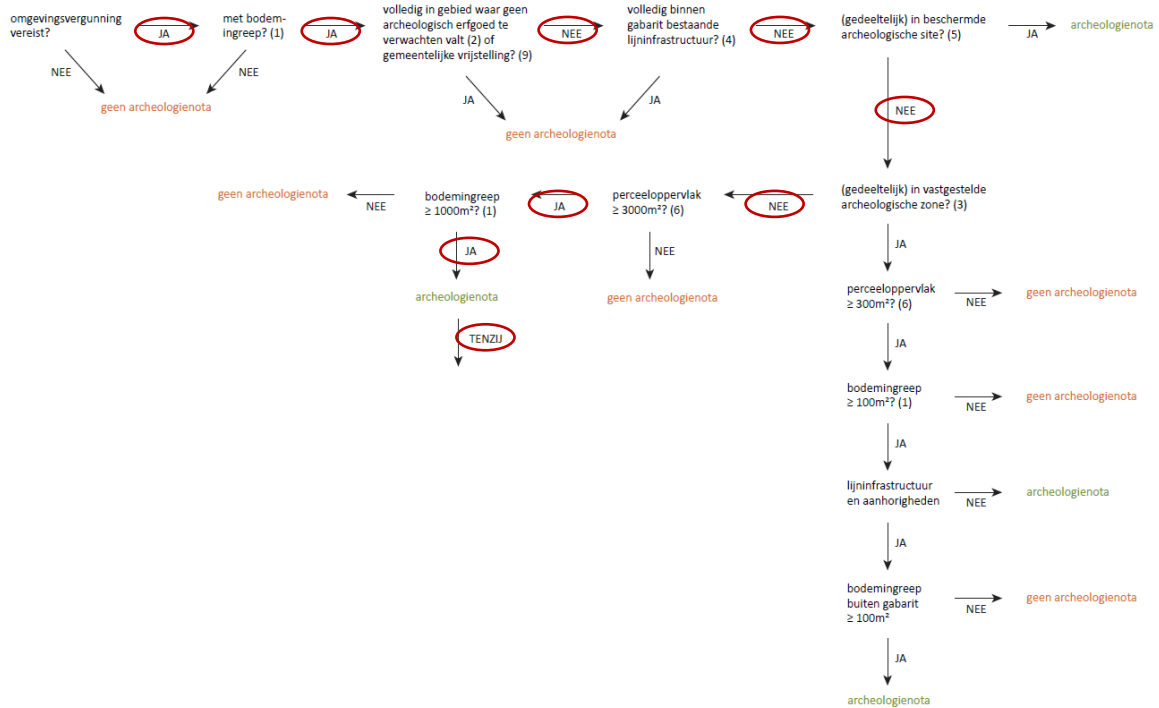 omgevingsvergunning
vereist?
JA
met bodem-
ingreep? (1)
JA
volledig in gebied waar geen
archeologisch erfgoed te
verwachten valt (2) of
gemeentelijke vrijstelling? (9)
NEE
volledig binnen
gabarit bestaande
lijninfrastructuur? (4)
NEE
(gedeeltelijk) in beschermde
archeologische site? (5)
JA
archeologienota
NEE
NEE
geen archeologienota
JA
JA
geen archeologienota
NEE
geen archeologienota
NEE
bodemingreep
≥ 1000m²? (1)
JA
perceeloppervlak
≥ 3000m²? (6)
NEE
(gedeeltelijk) in vastgestelde
archeologische zone? (3)
JA
NEE
JA
archeologienota
geen archeologienota
perceeloppervlak
≥ 300m²? (6)
NEE
geen archeologienota
TENZIJ
JA
bodemingreep
≥ 100m²? (1)
NEE
geen archeologienota
JA
lijninfrastructuur
en aanhorigheden
NEE
archeologienota
JA
bodemingreep
buiten gabarit
≥ 100m²
NEE
geen archeologienota
JA
archeologienota